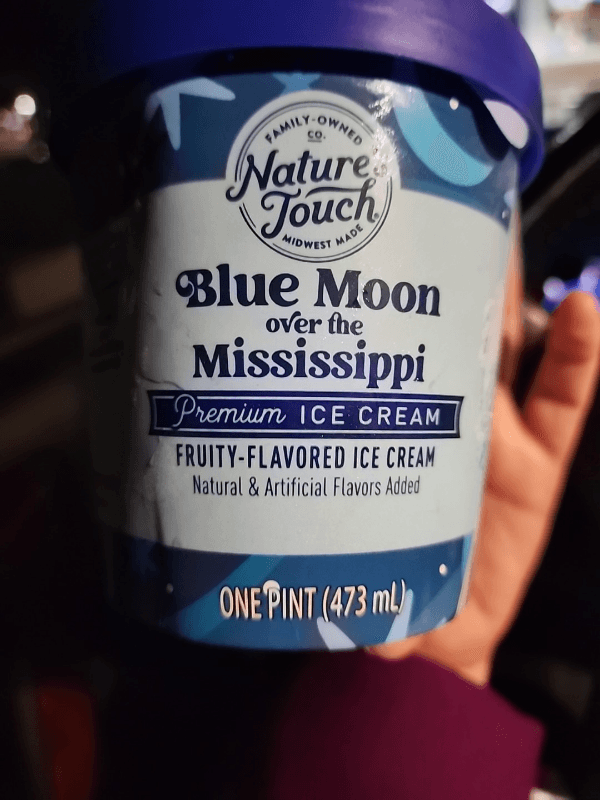 FAMILY-OWNED
CO.
Nature's
Touch
MIDWEST MADE
Blue Moon
over the
Mississippi
Premium ICE CREAM
FRUITY-FLAVORED ICE CREAM
Natural & Artificial Flavors Added
ONE PINT (473 mL)